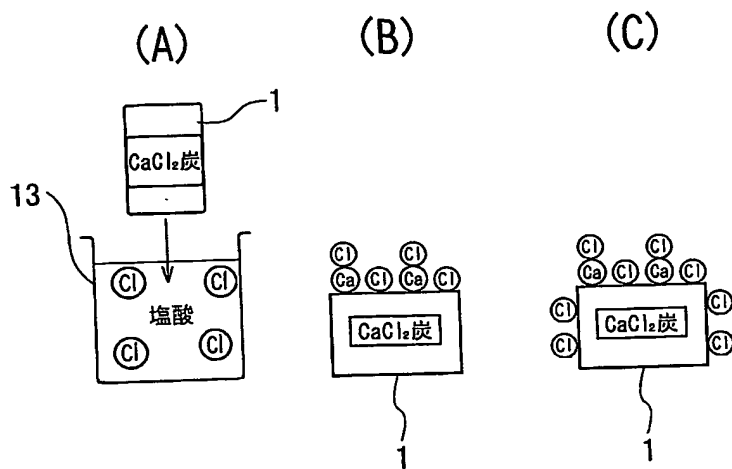 (A)
(B)
(C)
1
CaCl₂炭
13
Cl Cl
塩酸
Cl Cl
Cl Cl
Ca Cl Ca Cl
CaCl₂炭
1
Cl Cl
Ca Cl Ca Cl
Cl Cl
CaCl₂炭
Cl Cl
1